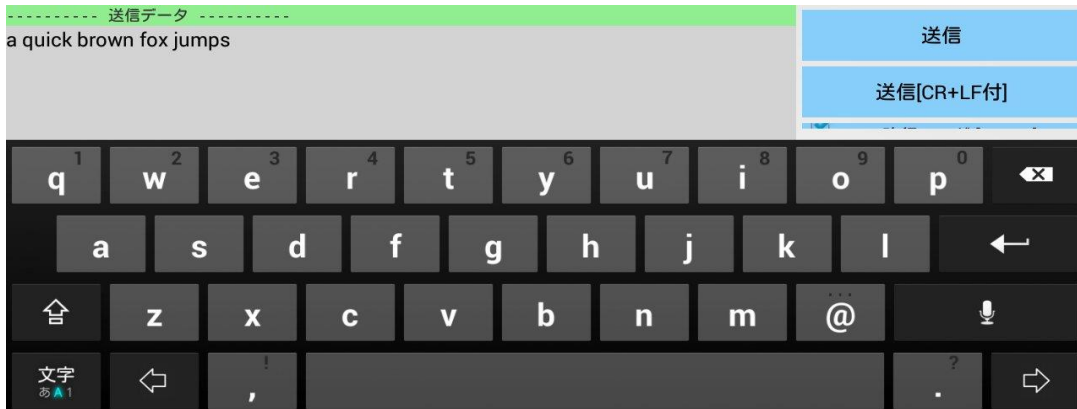 ---------- 送信データ ----------
a quick brown fox jumps
送信
送信[CR+LF付]
1 2 3 4 5 6 7 8 9 0
q w e r t y u i o p
a s d f g h j k l
z x c v b n m @
...
文字
あA1
! ?
, .